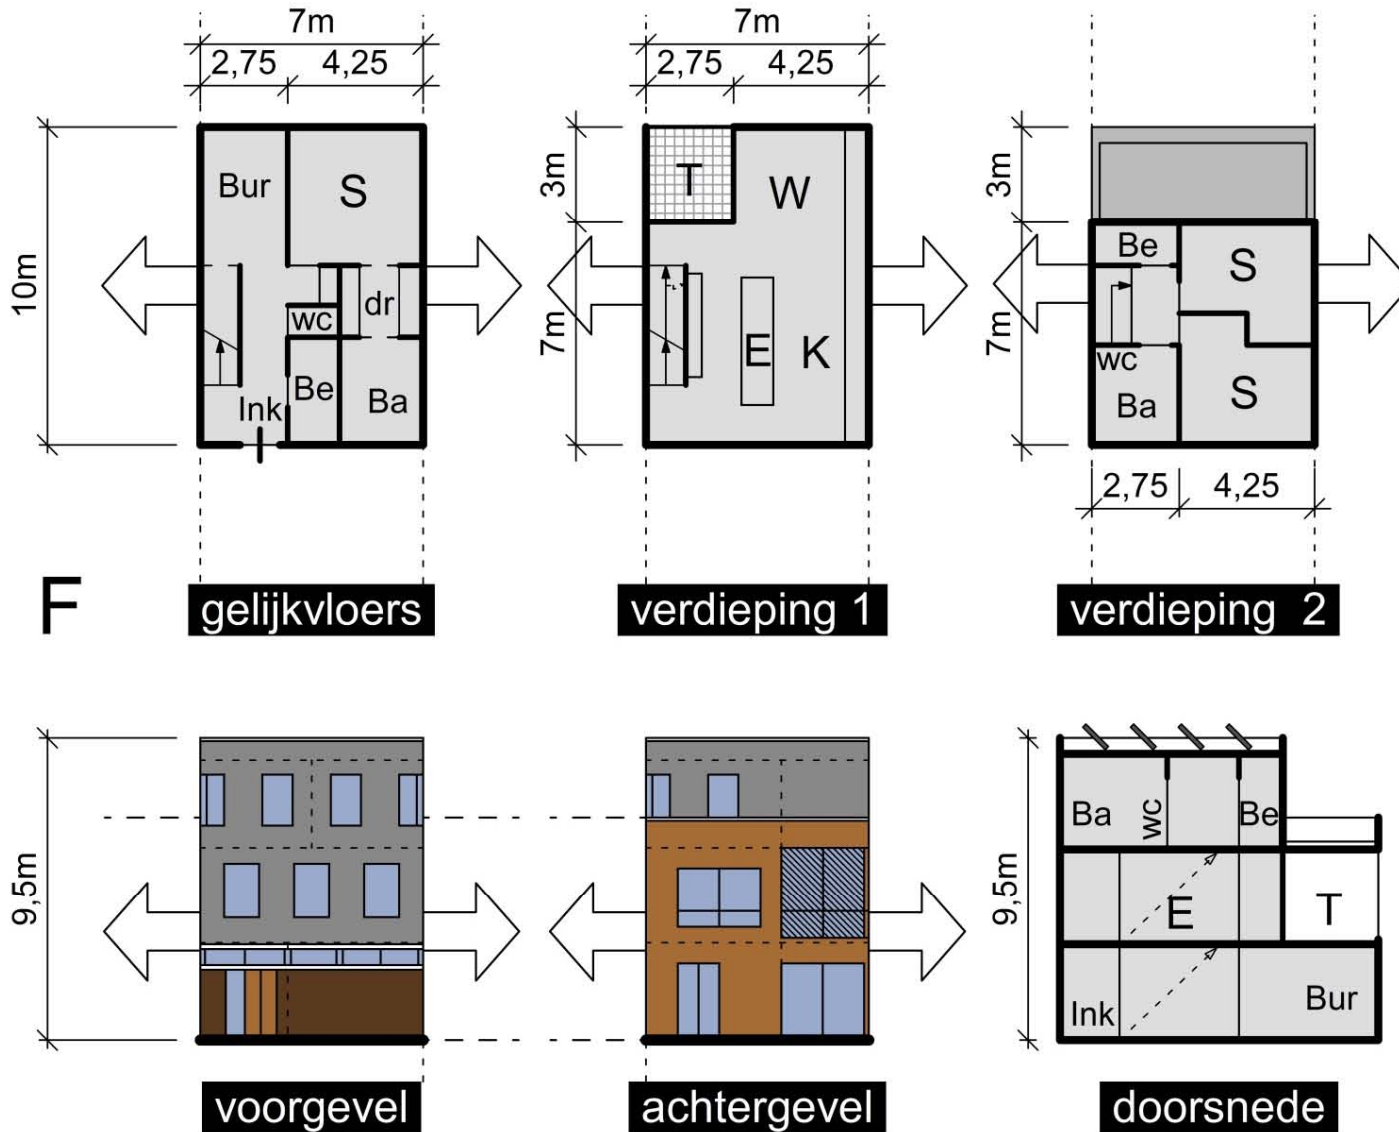 7m
7m
2,75 4,25
2,75 4,25
10m
Bur
S
dr
wc
Be
Ink
Ba
3m
7m
T
W
E
K
3m
7m
Be
S
wc
Ba
S
2,75 4,25
F
gelijkvloers
verdieping 1
verdieping 2
9,5m
9,5m
Ba
wc
Be
E
T
Ink
Bur
voorgevel
achtergevel
doorsnede